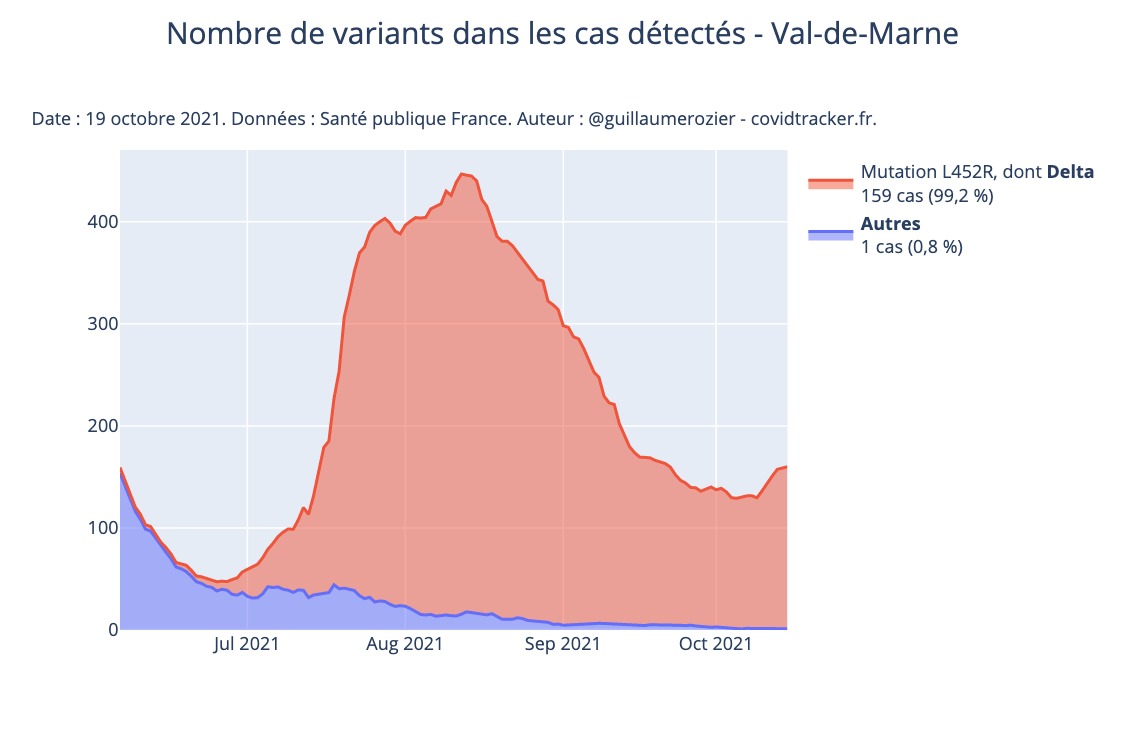 Nombre de variants dans les cas détectés - Val-de-Marne
Date : 19 octobre 2021. Données : Santé publique France. Auteur : @guillaumerozier - covidtracker.fr.
Mutation L452R, dont Delta
159 cas (99,2 %)
Autres
1 cas (0,8 %)
400
300
200
100
0
Jul 2021
Aug 2021
Sep 2021
Oct 2021